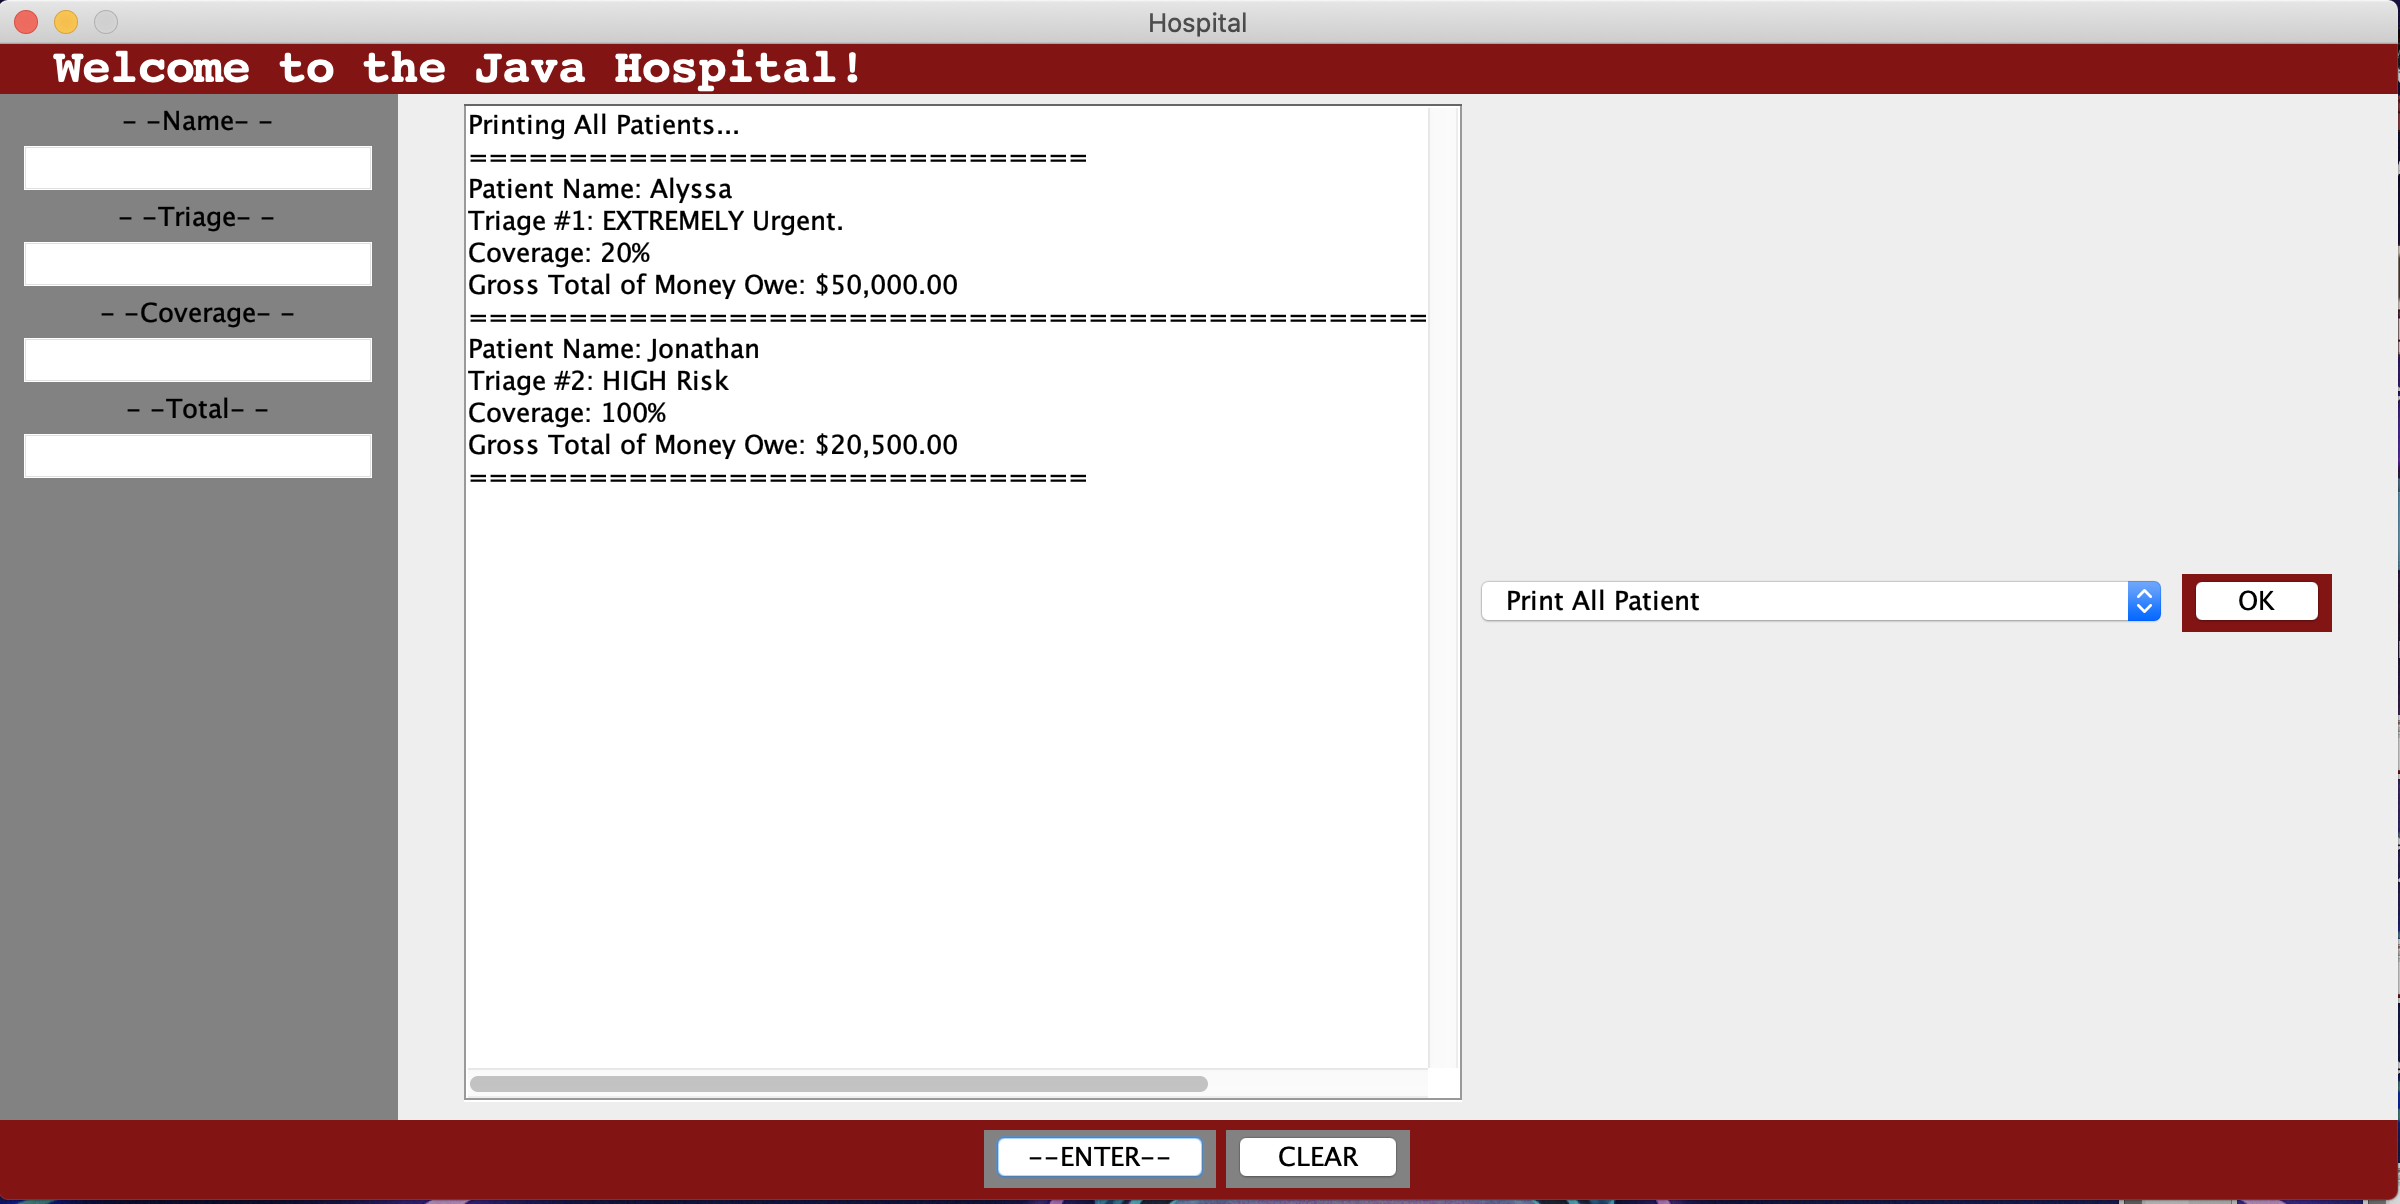 Hospital
Welcome to the Java Hospital!
- -Name- -
- -Triage- -
- -Coverage- -
- -Total- -
Printing All Patients...
===============================
Patient Name: Alyssa
Triage #1: EXTREMELY Urgent.
Coverage: 20%
Gross Total of Money Owe: $50,000.00
================================================
Patient Name: Jonathan
Triage #2: HIGH Risk
Coverage: 100%
Gross Total of Money Owe: $20,500.00
===============================
Print All Patient
OK
--ENTER--
CLEAR